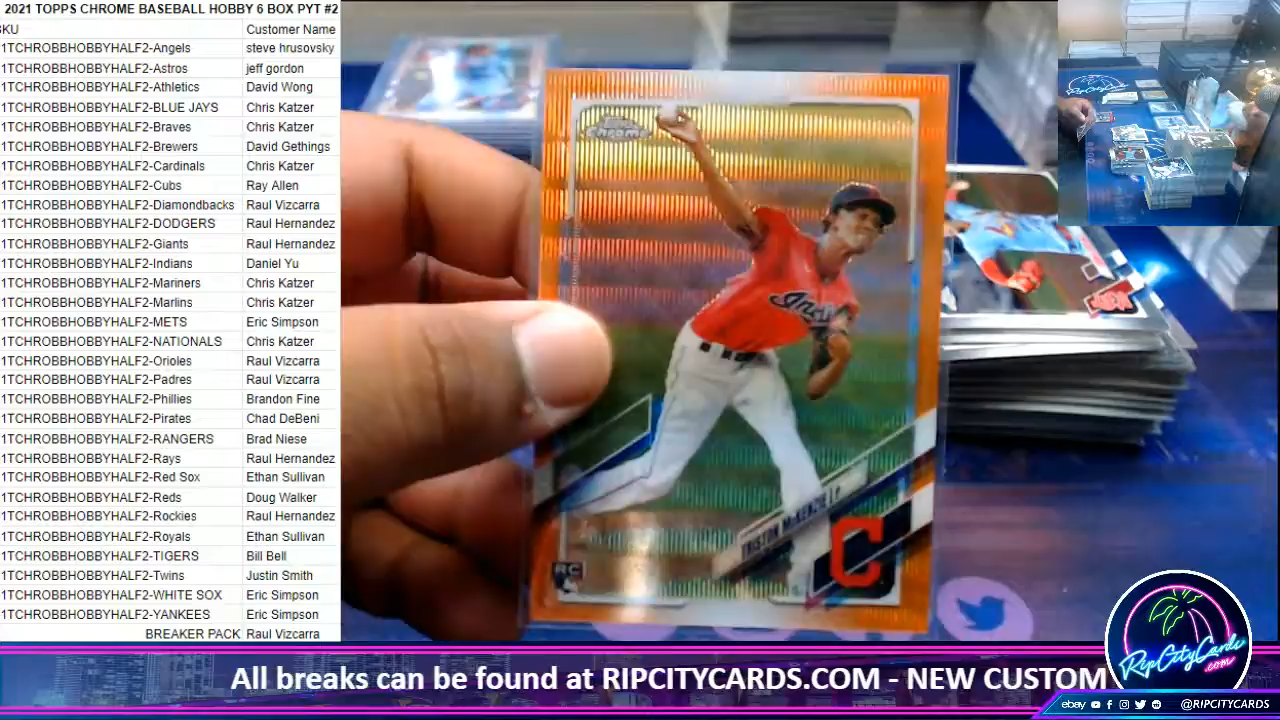 2021 TOPPS CHROME BASEBALL HOBBY 6 BOX PYT #2
SKU Customer Name
1TCHROBBHOBBYHALF2-Angels steve hrusovsky
1TCHROBBHOBBYHALF2-Astros jeff gordon
1TCHROBBHOBBYHALF2-Athletics David Wong
1TCHROBBHOBBYHALF2-BLUE JAYS Chris Katzer
1TCHROBBHOBBYHALF2-Braves Chris Katzer
1TCHROBBHOBBYHALF2-Brewers David Gethings
1TCHROBBHOBBYHALF2-Cardinals Chris Katzer
1TCHROBBHOBBYHALF2-Cubs Ray Allen
1TCHROBBHOBBYHALF2-Diamondbacks Raul Vizcarra
1TCHROBBHOBBYHALF2-DODGERS Raul Hernandez
1TCHROBBHOBBYHALF2-Giants Raul Hernandez
1TCHROBBHOBBYHALF2-Indians Daniel Yu
1TCHROBBHOBBYHALF2-Mariners Chris Katzer
1TCHROBBHOBBYHALF2-Marlins Chris Katzer
1TCHROBBHOBBYHALF2-METS Eric Simpson
1TCHROBBHOBBYHALF2-NATIONALS Chris Katzer
1TCHROBBHOBBYHALF2-Orioles Raul Vizcarra
1TCHROBBHOBBYHALF2-Padres Raul Vizcarra
1TCHROBBHOBBYHALF2-Phillies Brandon Fine
1TCHROBBHOBBYHALF2-Pirates Chad DeBeni
1TCHROBBHOBBYHALF2-RANGERS Brad Niese
1TCHROBBHOBBYHALF2-Rays Raul Hernandez
1TCHROBBHOBBYHALF2-Red Sox Ethan Sullivan
1TCHROBBHOBBYHALF2-Reds Doug Walker
1TCHROBBHOBBYHALF2-Rockies Raul Hernandez
1TCHROBBHOBBYHALF2-Royals Ethan Sullivan
1TCHROBBHOBBYHALF2-TIGERS Bill Bell
1TCHROBBHOBBYHALF2-Twins Justin Smith
1TCHROBBHOBBYHALF2-WHITE SOX Eric Simpson
1TCHROBBHOBBYHALF2-YANKEES Eric Simpson
BREAKER PACK Raul Vizcarra
Chrome
TRISTON McKENZIE
C
RC
All breaks can be found at RIPCITYCARDS.COM - NEW CUSTOM
RipCityCards
.com
ebay @RIPCITYCARDS